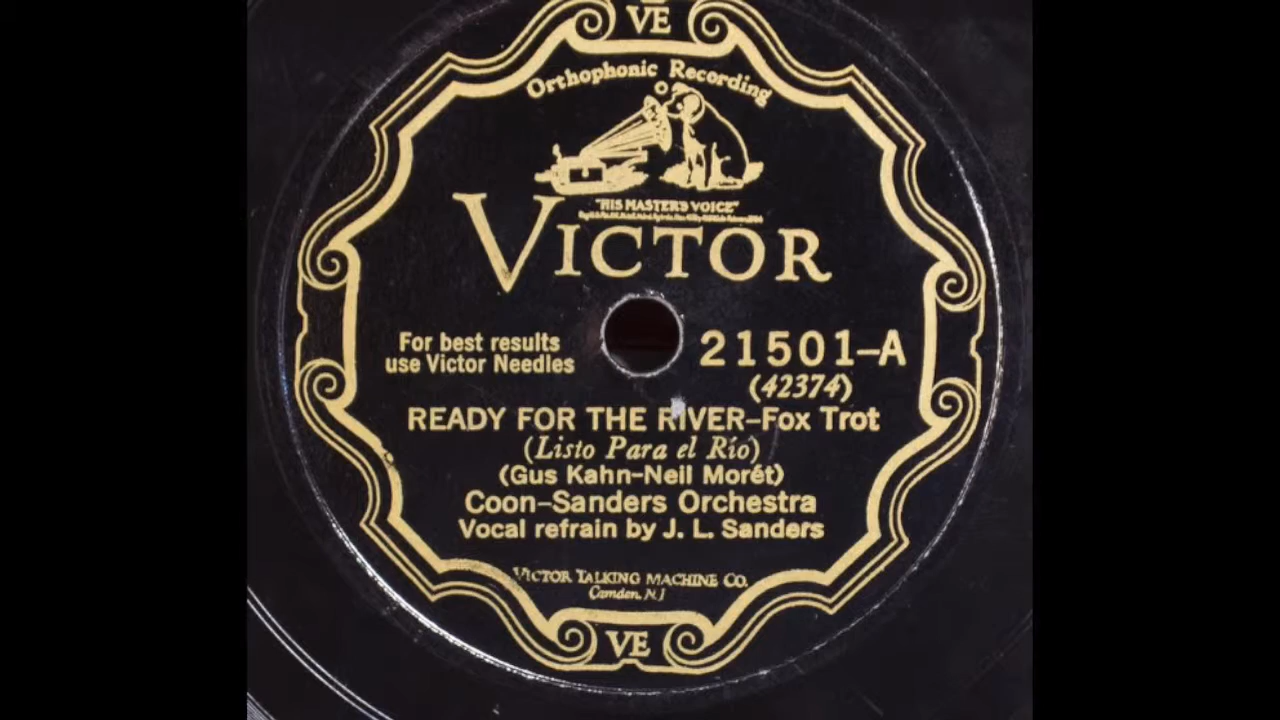 VE
Orthophonic Recording
"HIS MASTER'S VOICE"
VICTOR
For best results
use Victor Needles
21501-A
(42374)
READY FOR THE RIVER-Fox Trot
(Listo Para el Río)
(Gus Kahn-Neil Morét)
Coon-Sanders Orchestra
Vocal refrain by J. L. Sanders
VICTOR TALKING MACHINE CO.
Camden, N.J
VE